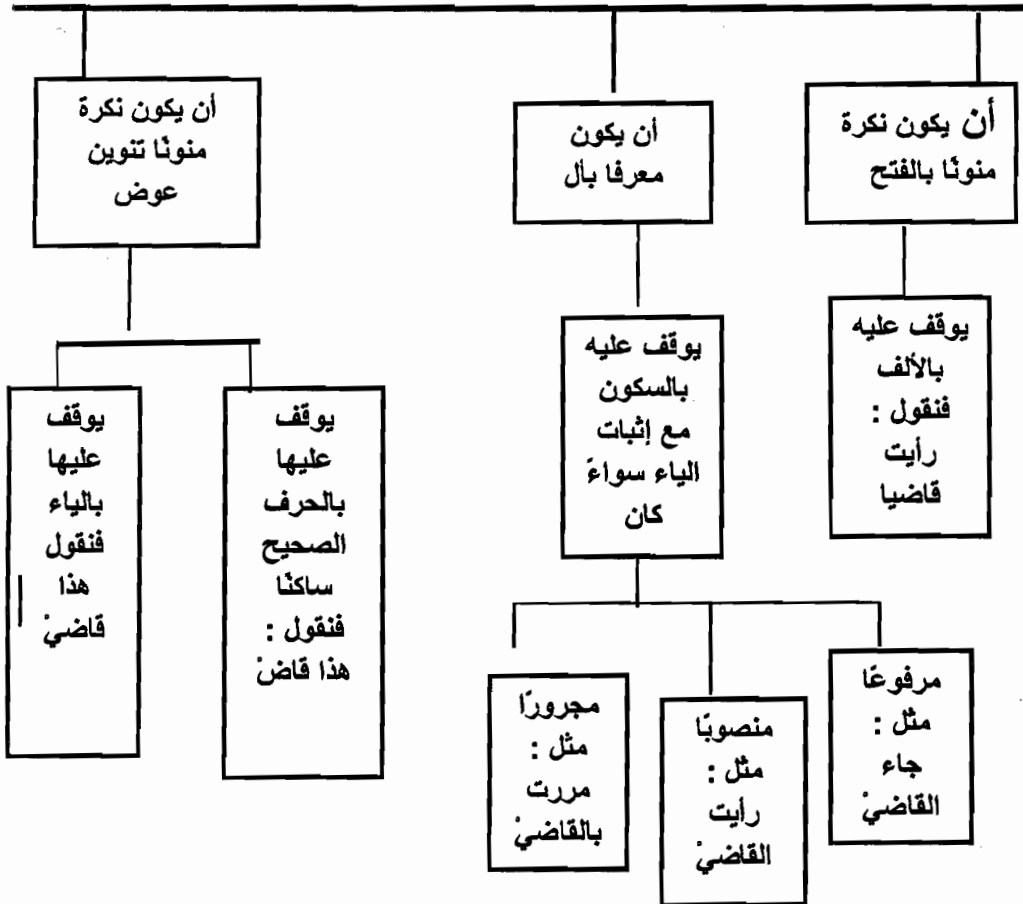 أن يكون نكرة
منونًا بالفتح
أن يكون
معرفا بأل
أن يكون نكرة
منونًا تنوين
عوض
يوقف عليه
بالألف
فنقول :
رأيت
قاضيا
يوقف عليه
بالسكون
مع إثبات
الياء سواءً
كان
يوقف
عليها
بالحرف
الصحيح
ساكنًا
فنقول :
هذا قاضْ
يوقف
عليها
بالياء
فنقول
هذا
قاضيْ
مرفوعًا
مثل :
جاء
القاضيْ
منصوبًا
مثل :
رأيت
القاضيْ
مجرورًا
مثل :
مررت
بالقاضيْ